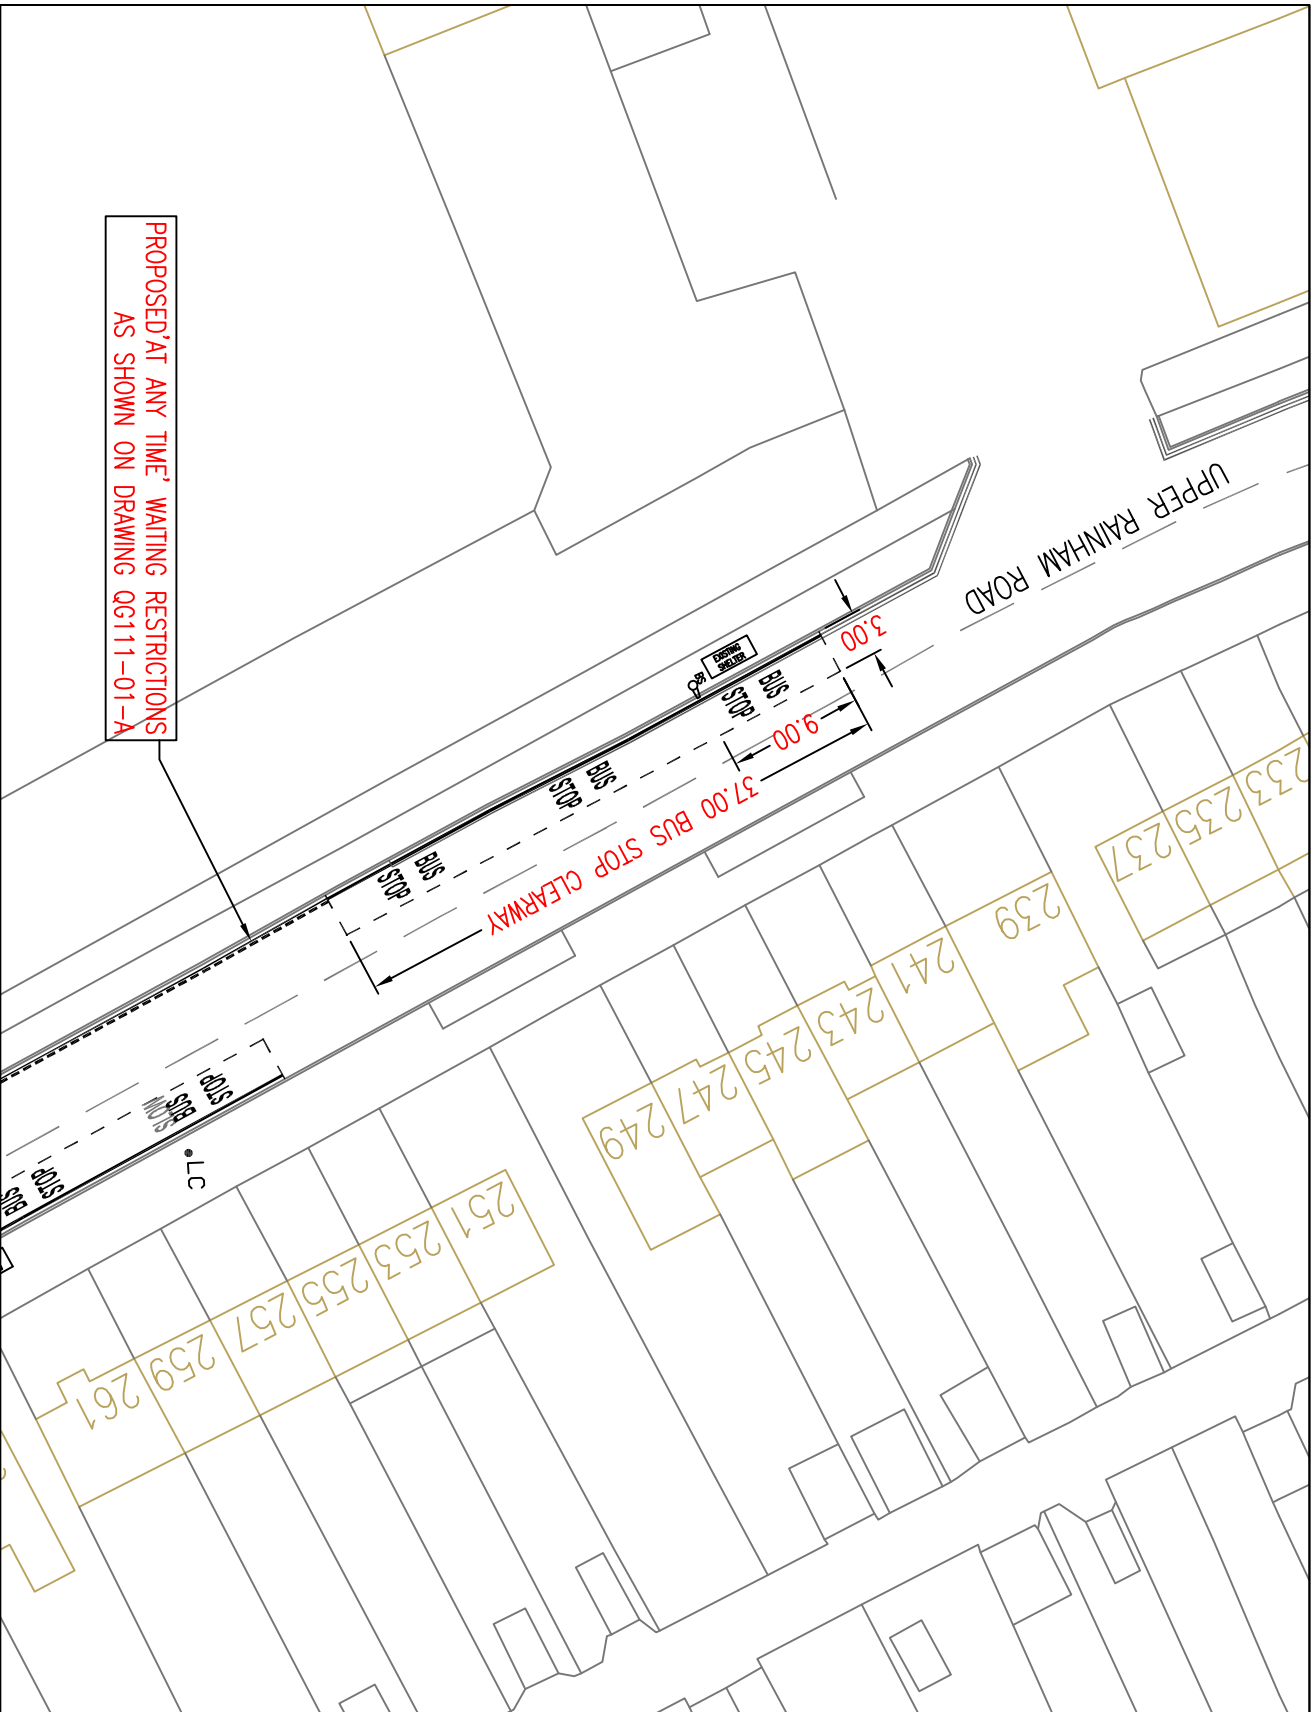 PROPOSED'AT ANY TIME' WAITING RESTRICTIONS
AS SHOWN ON DRAWING QG111-01-A
UPPER RAINHAM ROAD
3.00
EXISTING
SHELTER
BS
BUS
STOP
9.00
37.00 BUS STOP CLEARWAY
BUS
STOP
BUS
STOP
STOP
BUS
SLOW
STOP
BUS
LC
233
235
237
239
241
243
245
247
249
251
253
255
257
259
261